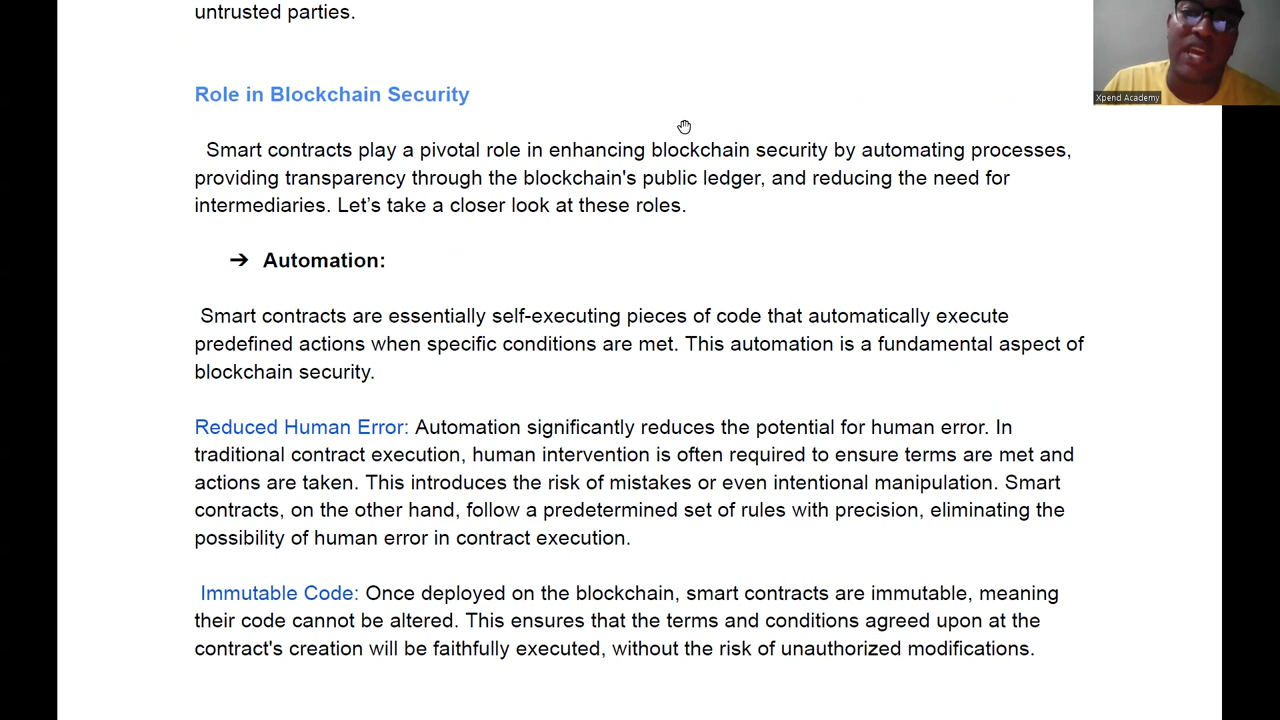 untrusted parties.
Role in Blockchain Security
Smart contracts play a pivotal role in enhancing blockchain security by automating processes,
providing transparency through the blockchain's public ledger, and reducing the need for
intermediaries. Let’s take a closer look at these roles.
➔ Automation:
Smart contracts are essentially self-executing pieces of code that automatically execute
predefined actions when specific conditions are met. This automation is a fundamental aspect of
blockchain security.
Reduced Human Error: Automation significantly reduces the potential for human error. In
traditional contract execution, human intervention is often required to ensure terms are met and
actions are taken. This introduces the risk of mistakes or even intentional manipulation. Smart
contracts, on the other hand, follow a predetermined set of rules with precision, eliminating the
possibility of human error in contract execution.
Immutable Code: Once deployed on the blockchain, smart contracts are immutable, meaning
their code cannot be altered. This ensures that the terms and conditions agreed upon at the
contract's creation will be faithfully executed, without the risk of unauthorized modifications.
Xpend Academy